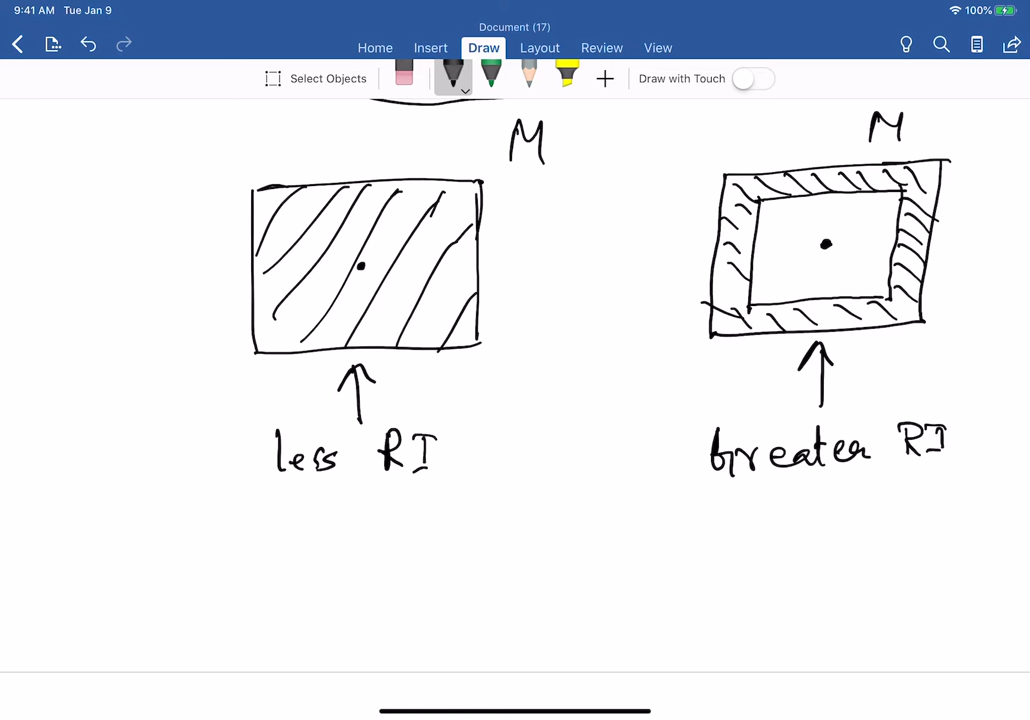 9:41 AM Tue Jan 9
100%
Document (17)
Home Insert Draw Layout Review View
Select Objects
Draw with Touch
M
M
less RI
Greater RI